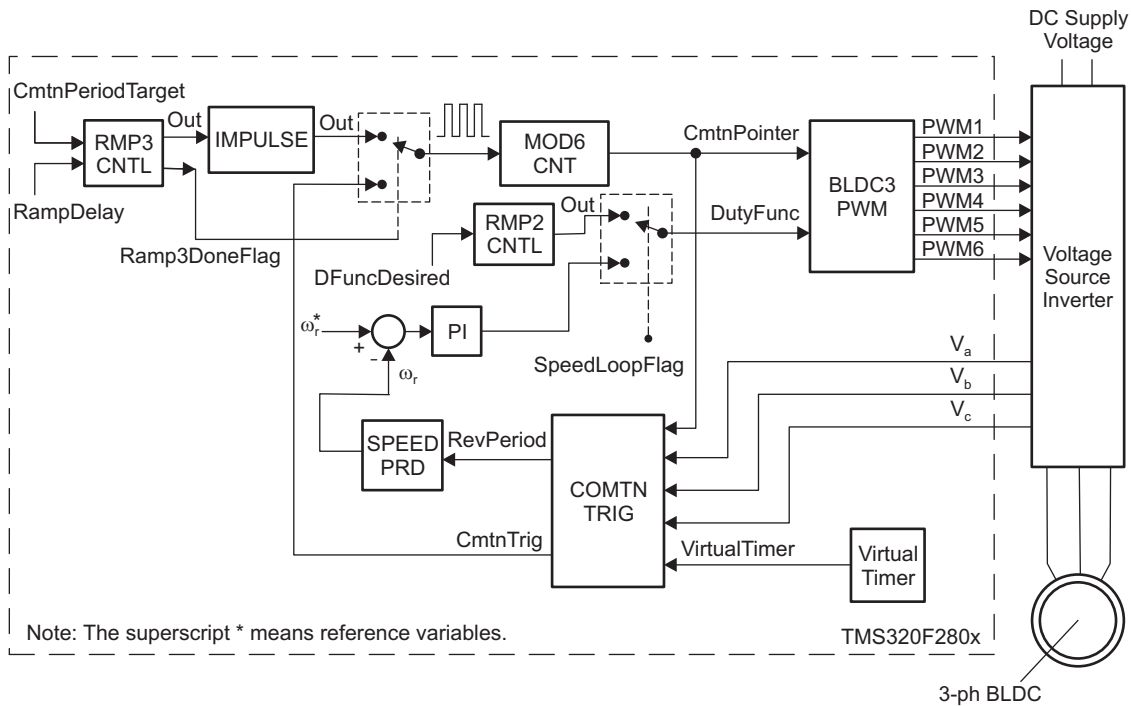 DC Supply
Voltage
CmtnPeriodTarget
Out
Out
RMP3
CNTL
IMPULSE
MOD6
CNT
CmtnPointer
BLDC3
PWM
PWM1
PWM2
PWM3
PWM4
PWM5
PWM6
RampDelay
Ramp3DoneFlag
Out
RMP2
CNTL
DutyFunc
DFuncDesired
Voltage
Source
Inverter
ω*r
+
-
PI
ωr
SpeedLoopFlag
Va
Vb
Vc
SPEED
PRD
RevPeriod
COMTN
TRIG
CmtnTrig
VirtualTimer
Virtual
Timer
Note: The superscript * means reference variables.
TMS320F280x
3-ph BLDC